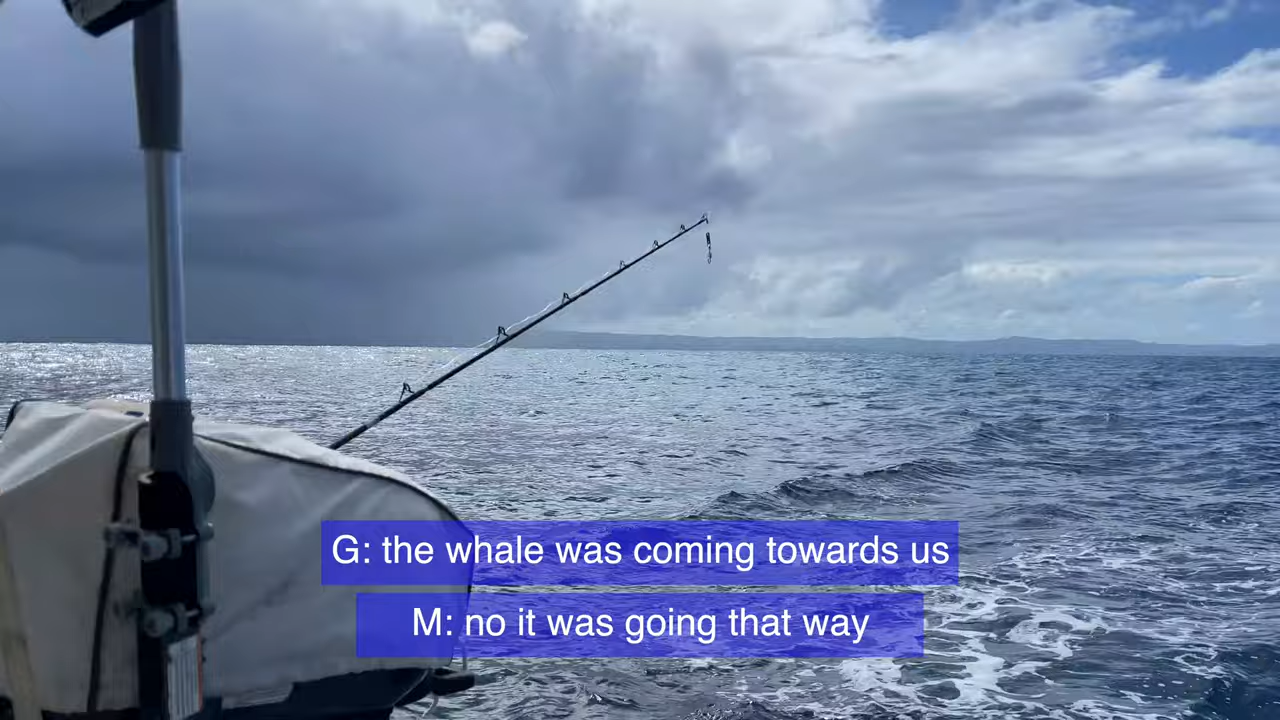 G: the whale was coming towards us
M: no it was going that way